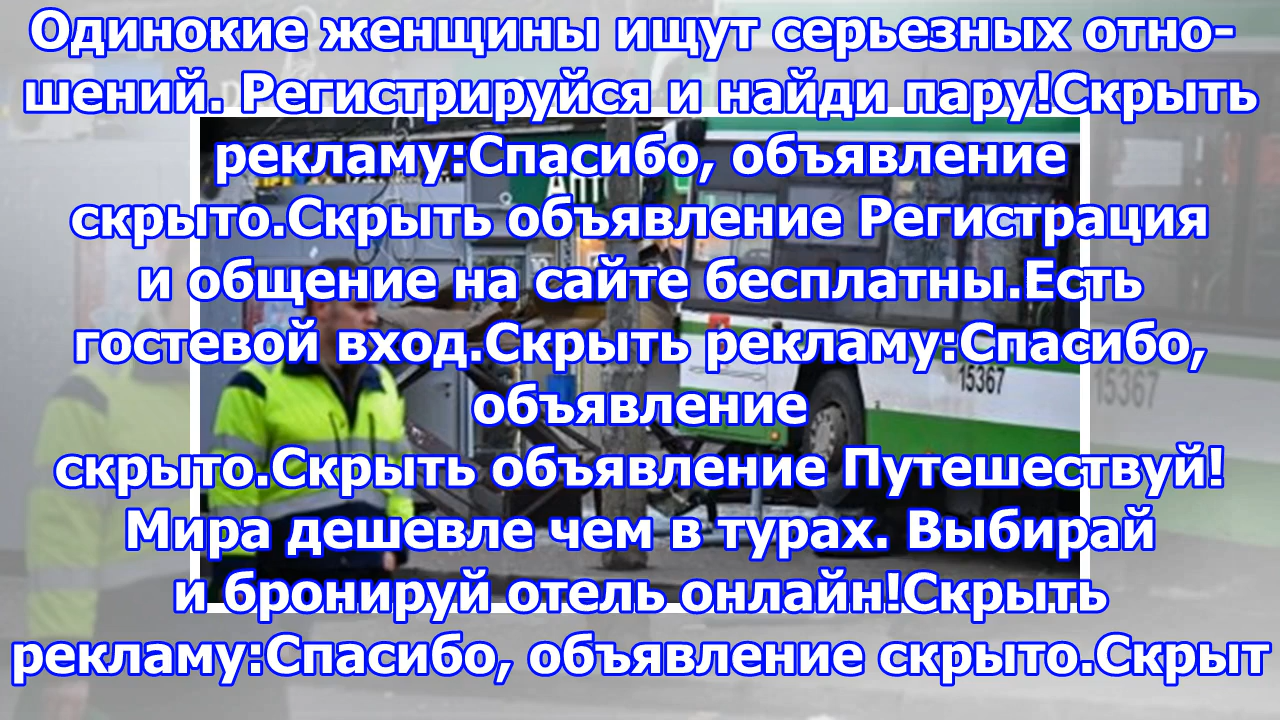 Одинокие женщины ищут серьезных отно-
шений. Регистрируйся и найди пару!Скрыть
рекламу:Спасибо, объявление
скрыто.Скрыть объявление Регистрация
и общение на сайте бесплатны.Есть
гостевой вход.Скрыть рекламу:Спасибо,
объявление
скрыто.Скрыть объявление Путешествуй!
Мира дешевле чем в турах. Выбирай
и бронируй отель онлайн!Скрыть
рекламу:Спасибо, объявление скрыто.Скрыт
15367
15367